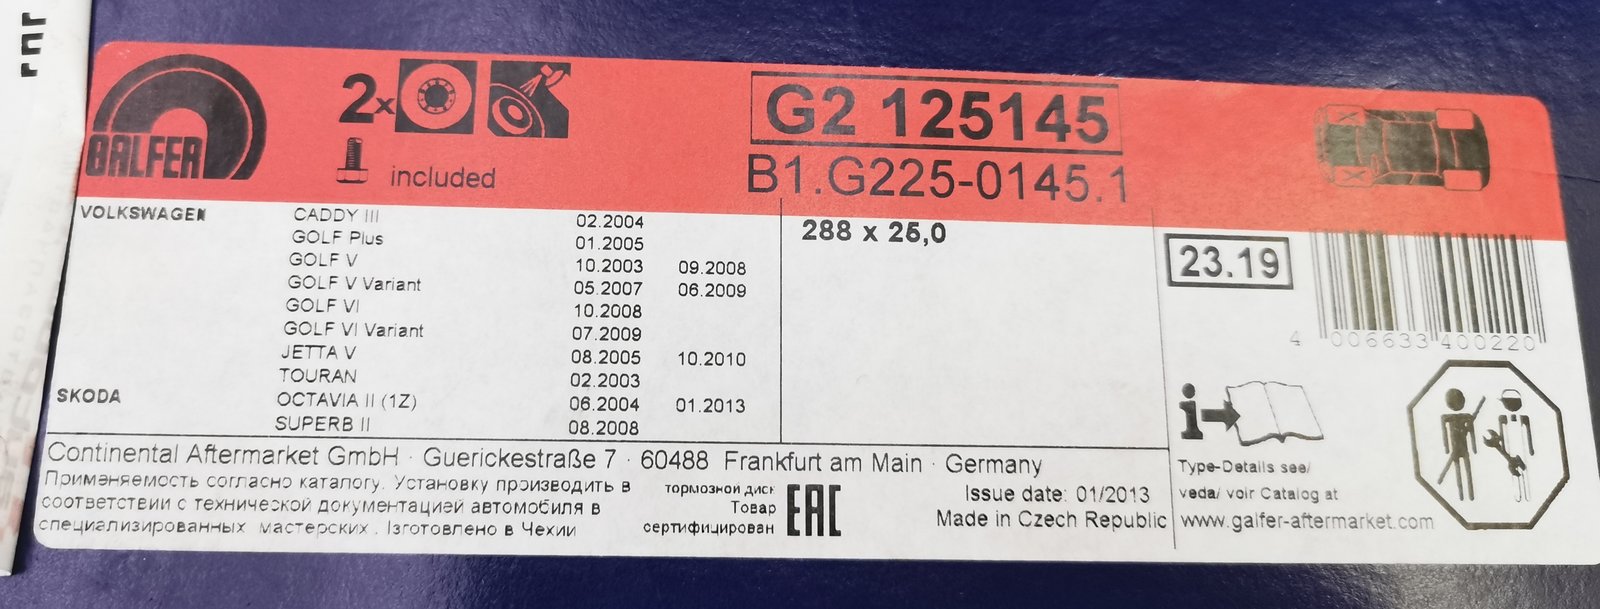 GALFER
2x
included
G2 125145
B1.G225-0145.1
VOLKSWAGEN CADDY III 02.2004
GOLF Plus 01.2005
GOLF V 10.2003 09.2008
GOLF V Variant 05.2007 06.2009
GOLF VI 10.2008
GOLF VI Variant 07.2009
JETTA V 08.2005 10.2010
TOURAN 02.2003
SKODA OCTAVIA II (1Z) 06.2004 01.2013
SUPERB II 08.2008
288 x 25,0
23.19
4 006633 400220
Continental Aftermarket GmbH · Guerickestraße 7 · 60488 Frankfurt am Main · Germany
Применяемость согласно каталогу. Установку производить в
соответствии с технической документацией автомобиля в
специализированных мастерских. Изготовлено в Чехии
тормозной диск
Товар
сертифицирован
EAC
Issue date: 01/2013
Made in Czech Republic
i
Type-Details see/
veda/ voir Catalog at
www.galfer-aftermarket.com